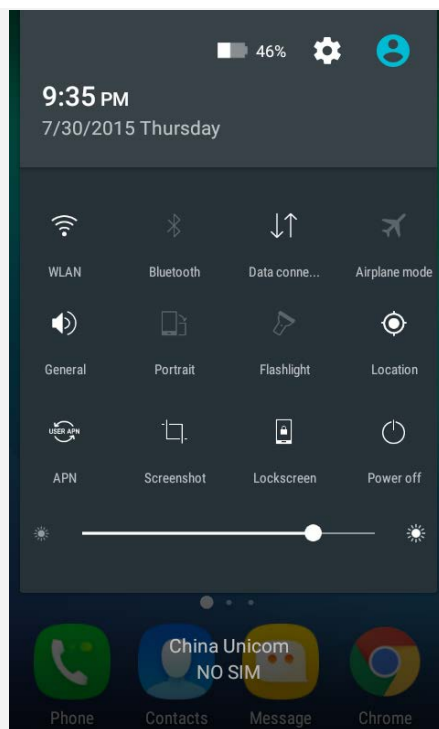 46%
9:35 PM
7/30/2015 Thursday
WLAN
Bluetooth
Data conne...
Airplane mode
General
Portrait
Flashlight
Location
USER APN
APN
Screenshot
Lockscreen
Power off
China Unicom
NO SIM
Phone
Contacts
Message
Chrome